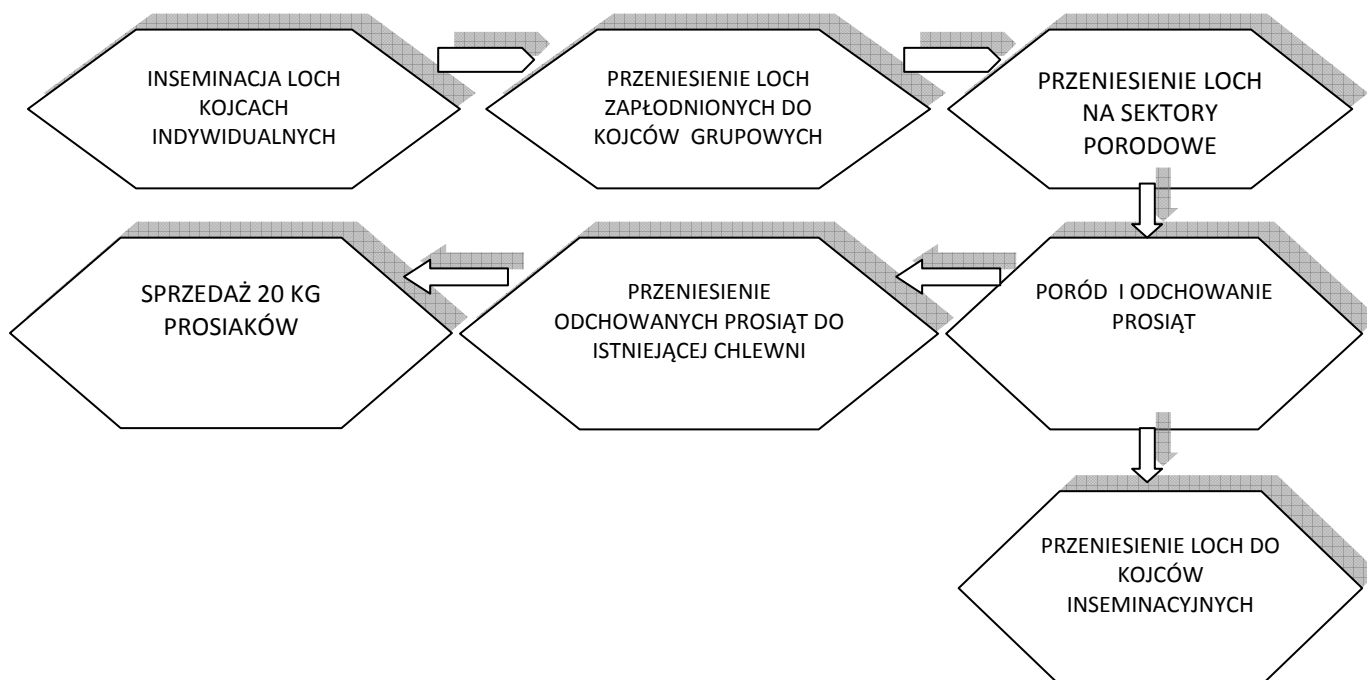 INSEMINACJA LOCH
KOJCACH
INDYWIDUALNYCH
PRZENIESIENIE LOCH
ZAPŁODNIONYCH DO
KOJCÓW GRUPOWYCH
PRZENIESIENIE LOCH
NA SEKTORY
PORODOWE
PORÓD I ODCHOWANIE
PROSIĄT
PRZENIESIENIE
ODCHOWANYCH PROSIĄT DO
ISTNIEJĄCEJ CHLEWNI
SPRZEDAŻ 20 KG
PROSIAKÓW
PRZENIESIENIE LOCH DO
KOJCÓW
INSEMINACYJNYCH